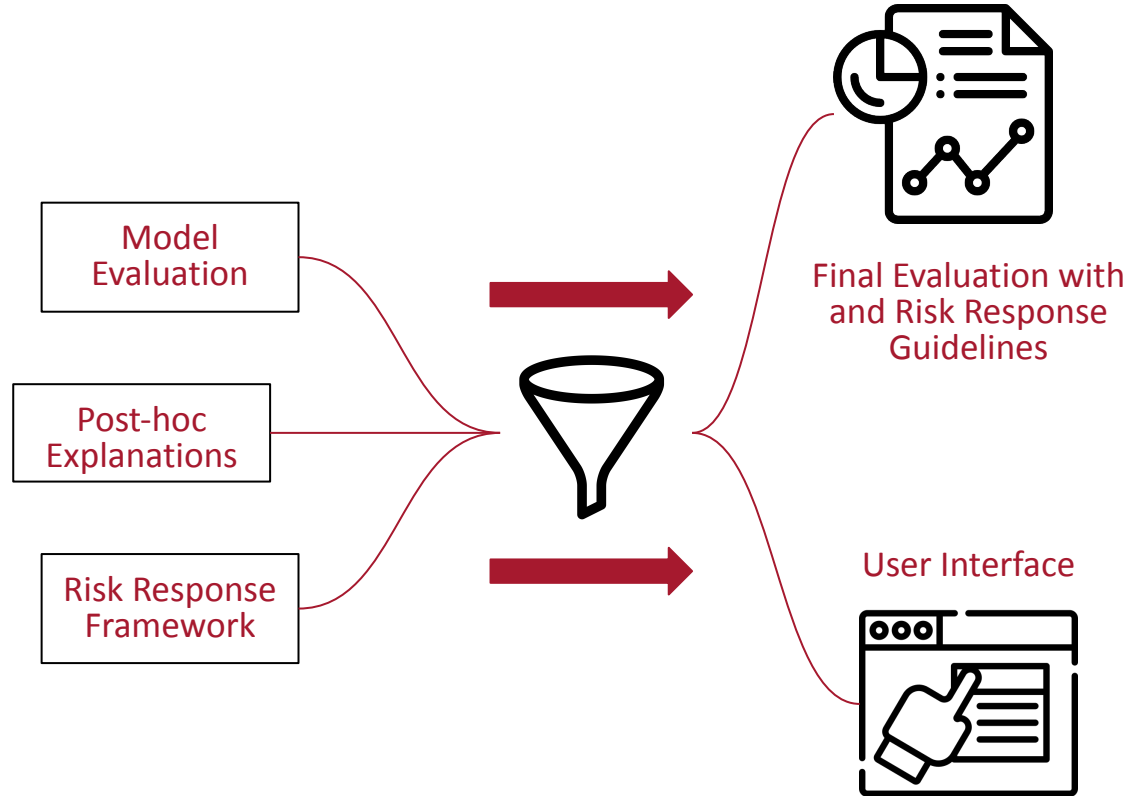 Model
Evaluation
Post-hoc
Explanations
Risk Response
Framework
Final Evaluation with
and Risk Response
Guidelines
User Interface